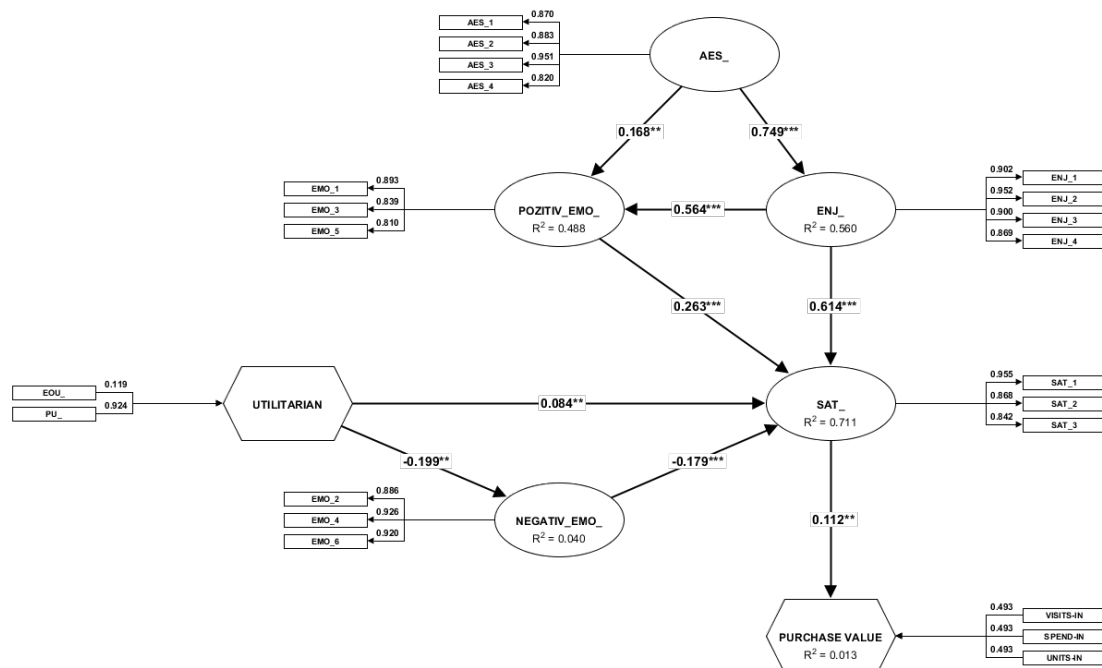 AES_1
0.870
AES_2
0.883
AES_3
0.951
AES_4
0.820
AES_
0.168**
0.749***
EMO_1
0.893
EMO_3
0.839
EMO_5
0.810
POZITIV_EMO_
R² = 0.488
0.564***
ENJ_
R² = 0.560
0.902
ENJ_1
0.952
ENJ_2
0.900
ENJ_3
0.869
ENJ_4
0.263***
0.614***
EOU_
0.119
PU_
0.924
UTILITARIAN
0.084**
SAT_
R² = 0.711
0.955
SAT_1
0.868
SAT_2
0.842
SAT_3
-0.199**
-0.179***
EMO_2
0.886
EMO_4
0.926
EMO_6
0.920
NEGATIV_EMO_
R² = 0.040
0.112**
PURCHASE VALUE
R² = 0.013
0.493
VISITS-IN
0.493
SPEND-IN
0.493
UNITS-IN